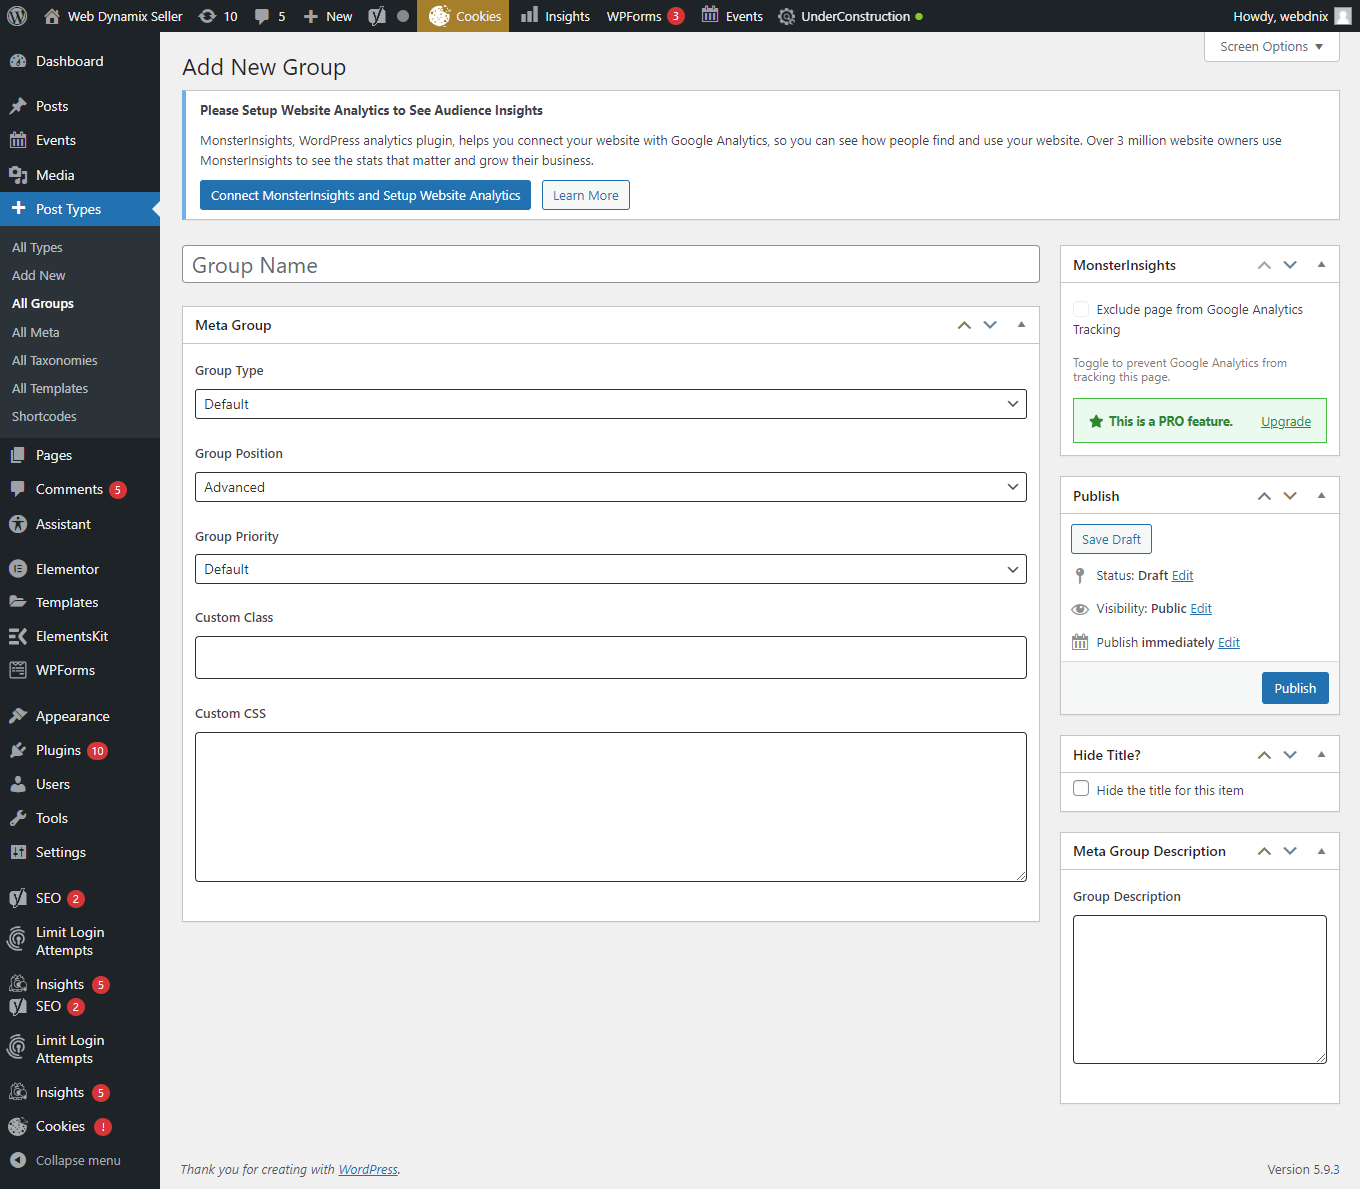 Web Dynamix Seller
10
5
New
Cookies
Insights
WPForms 3
Events
UnderConstruction
Howdy, webdnix
Dashboard
Posts
Events
Media
Post Types
All Types
Add New
All Groups
All Meta
All Taxonomies
All Templates
Shortcodes
Pages
Comments 5
Assistant
Elementor
Templates
ElementsKit
WPForms
Appearance
Plugins 10
Users
Tools
Settings
SEO 2
Limit Login
Attempts
Insights 5
SEO 2
Limit Login
Attempts
Insights 5
Cookies !
Collapse menu
Screen Options
Add New Group
Please Setup Website Analytics to See Audience Insights
MonsterInsights, WordPress analytics plugin, helps you connect your website with Google Analytics, so you can see how people find and use your website. Over 3 million website owners use
MonsterInsights to see the stats that matter and grow their business.
Connect MonsterInsights and Setup Website Analytics
Learn More
Group Name
Meta Group
Group Type
Default
Group Position
Advanced
Group Priority
Default
Custom Class
Custom CSS
MonsterInsights
Exclude page from Google Analytics
Tracking
Toggle to prevent Google Analytics from
tracking this page.
This is a PRO feature. Upgrade
Publish
Save Draft
Status: Draft Edit
Visibility: Public Edit
Publish immediately Edit
Publish
Hide Title?
Hide the title for this item
Meta Group Description
Group Description
Thank you for creating with WordPress.
Version 5.9.3